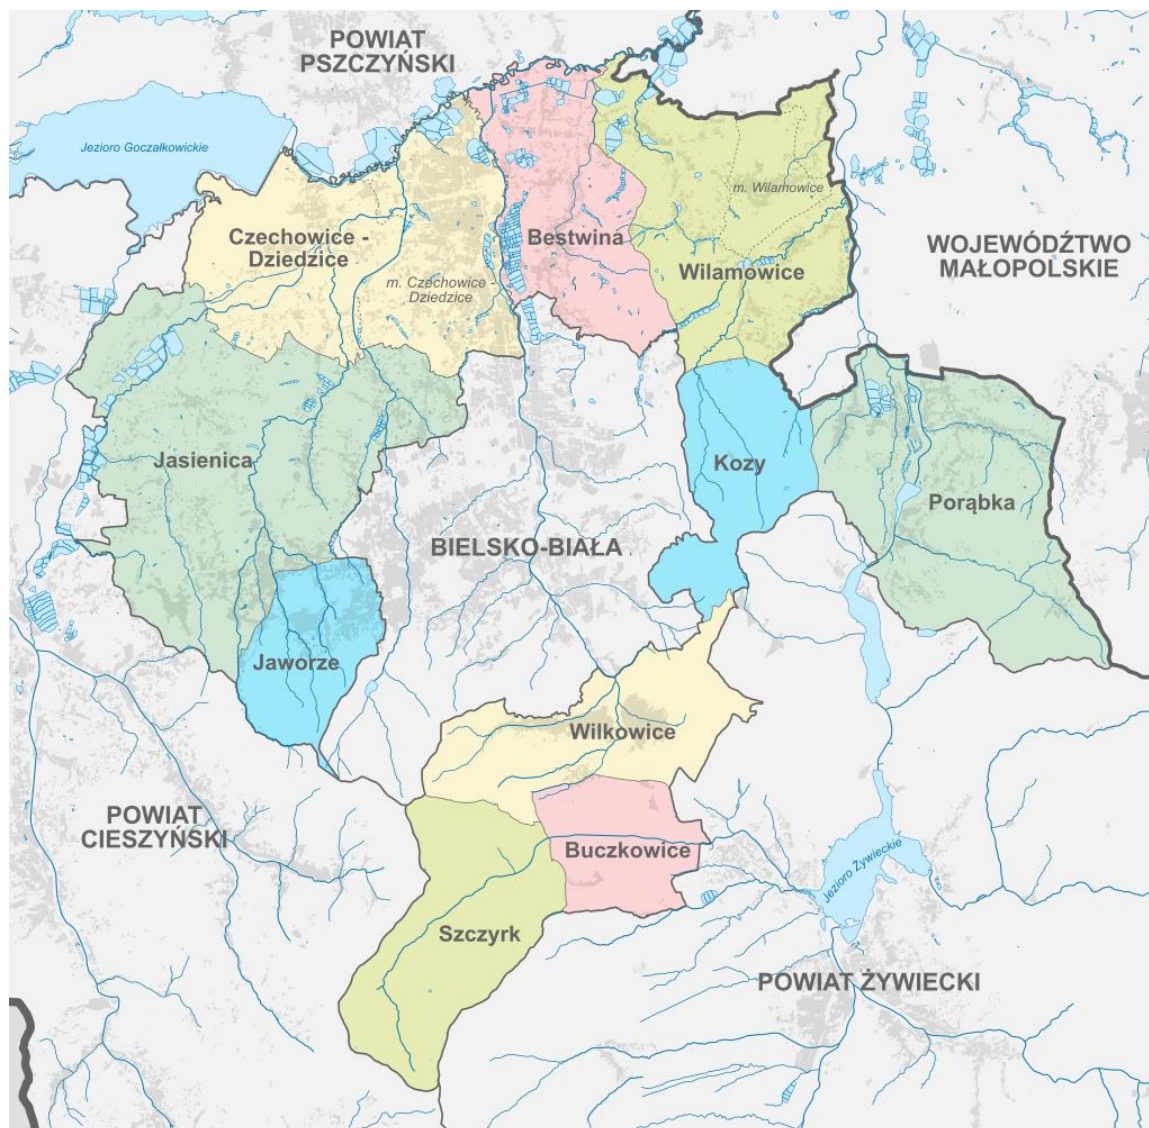 POWIAT
PSZCZYŃSKI
Jezioro Goczałkowickie
m. Wilamowice
Czechowice -
Dziedzice
Bestwina
WOJEWÓDŹTWO
MAŁOPOLSKIE
Wilamowice
m. Czechowice -
Dziedzice
Jasienica
Kozy
Porąbka
BIELSKO-BIAŁA
Jaworze
Wilkowice
POWIAT
CIESZYŃSKI
Buczkowice
Jezioro Żywieckie
Szczyrk
POWIAT ŻYWIECKI